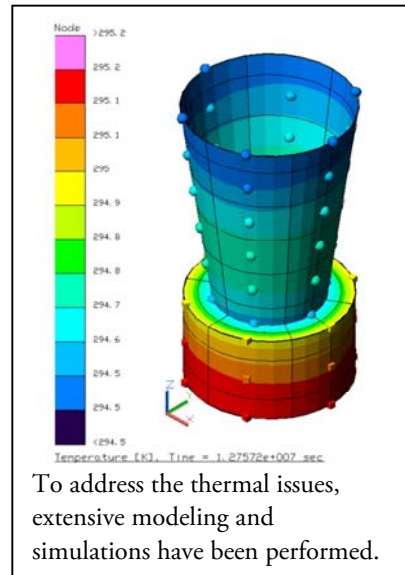 Node
>295.2
295.2
295.1
295.1
295
294.9
294.8
294.8
294.7
294.6
294.5
294.5
<294.5
Z
Y
X
Temperature [K], Time = 1.27572e+007 sec
To address the thermal issues,
extensive modeling and
simulations have been performed.